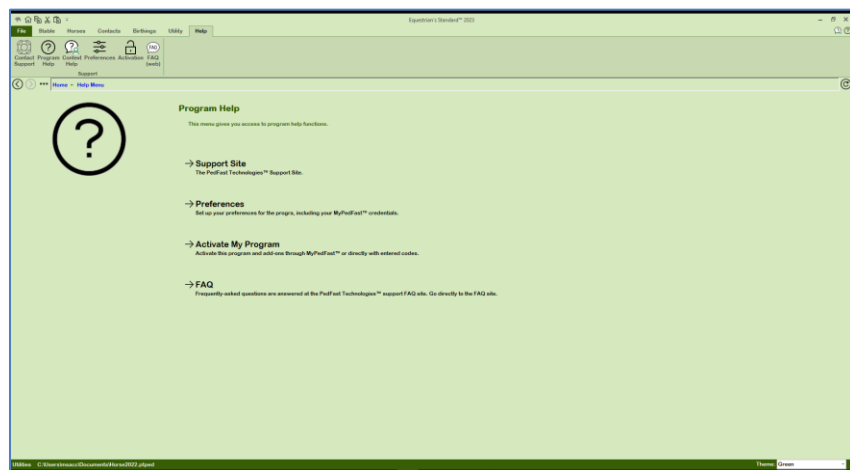 Equestrian's Standard™ 2023
File Stable Horses Contacts Birthings Utility Help
Contact Support
Program Help
Context Help
Preferences
Activation
FAQ (web)
Support
Home Help Menu
Program Help
This menu gives you access to program help functions.
Support Site
The PedFast Technologies™ Support Site.
Preferences
Set up your preferences for the progra, including your MyPedFast™ credentials.
Activate My Program
Activate this program and add-ons through MyPedFast™ or directly with entered codes.
FAQ
Frequently-asked questions are answered at the PedFast Technologies™ support FAQ site. Go directly to the FAQ site.
Utilities Theme: Green